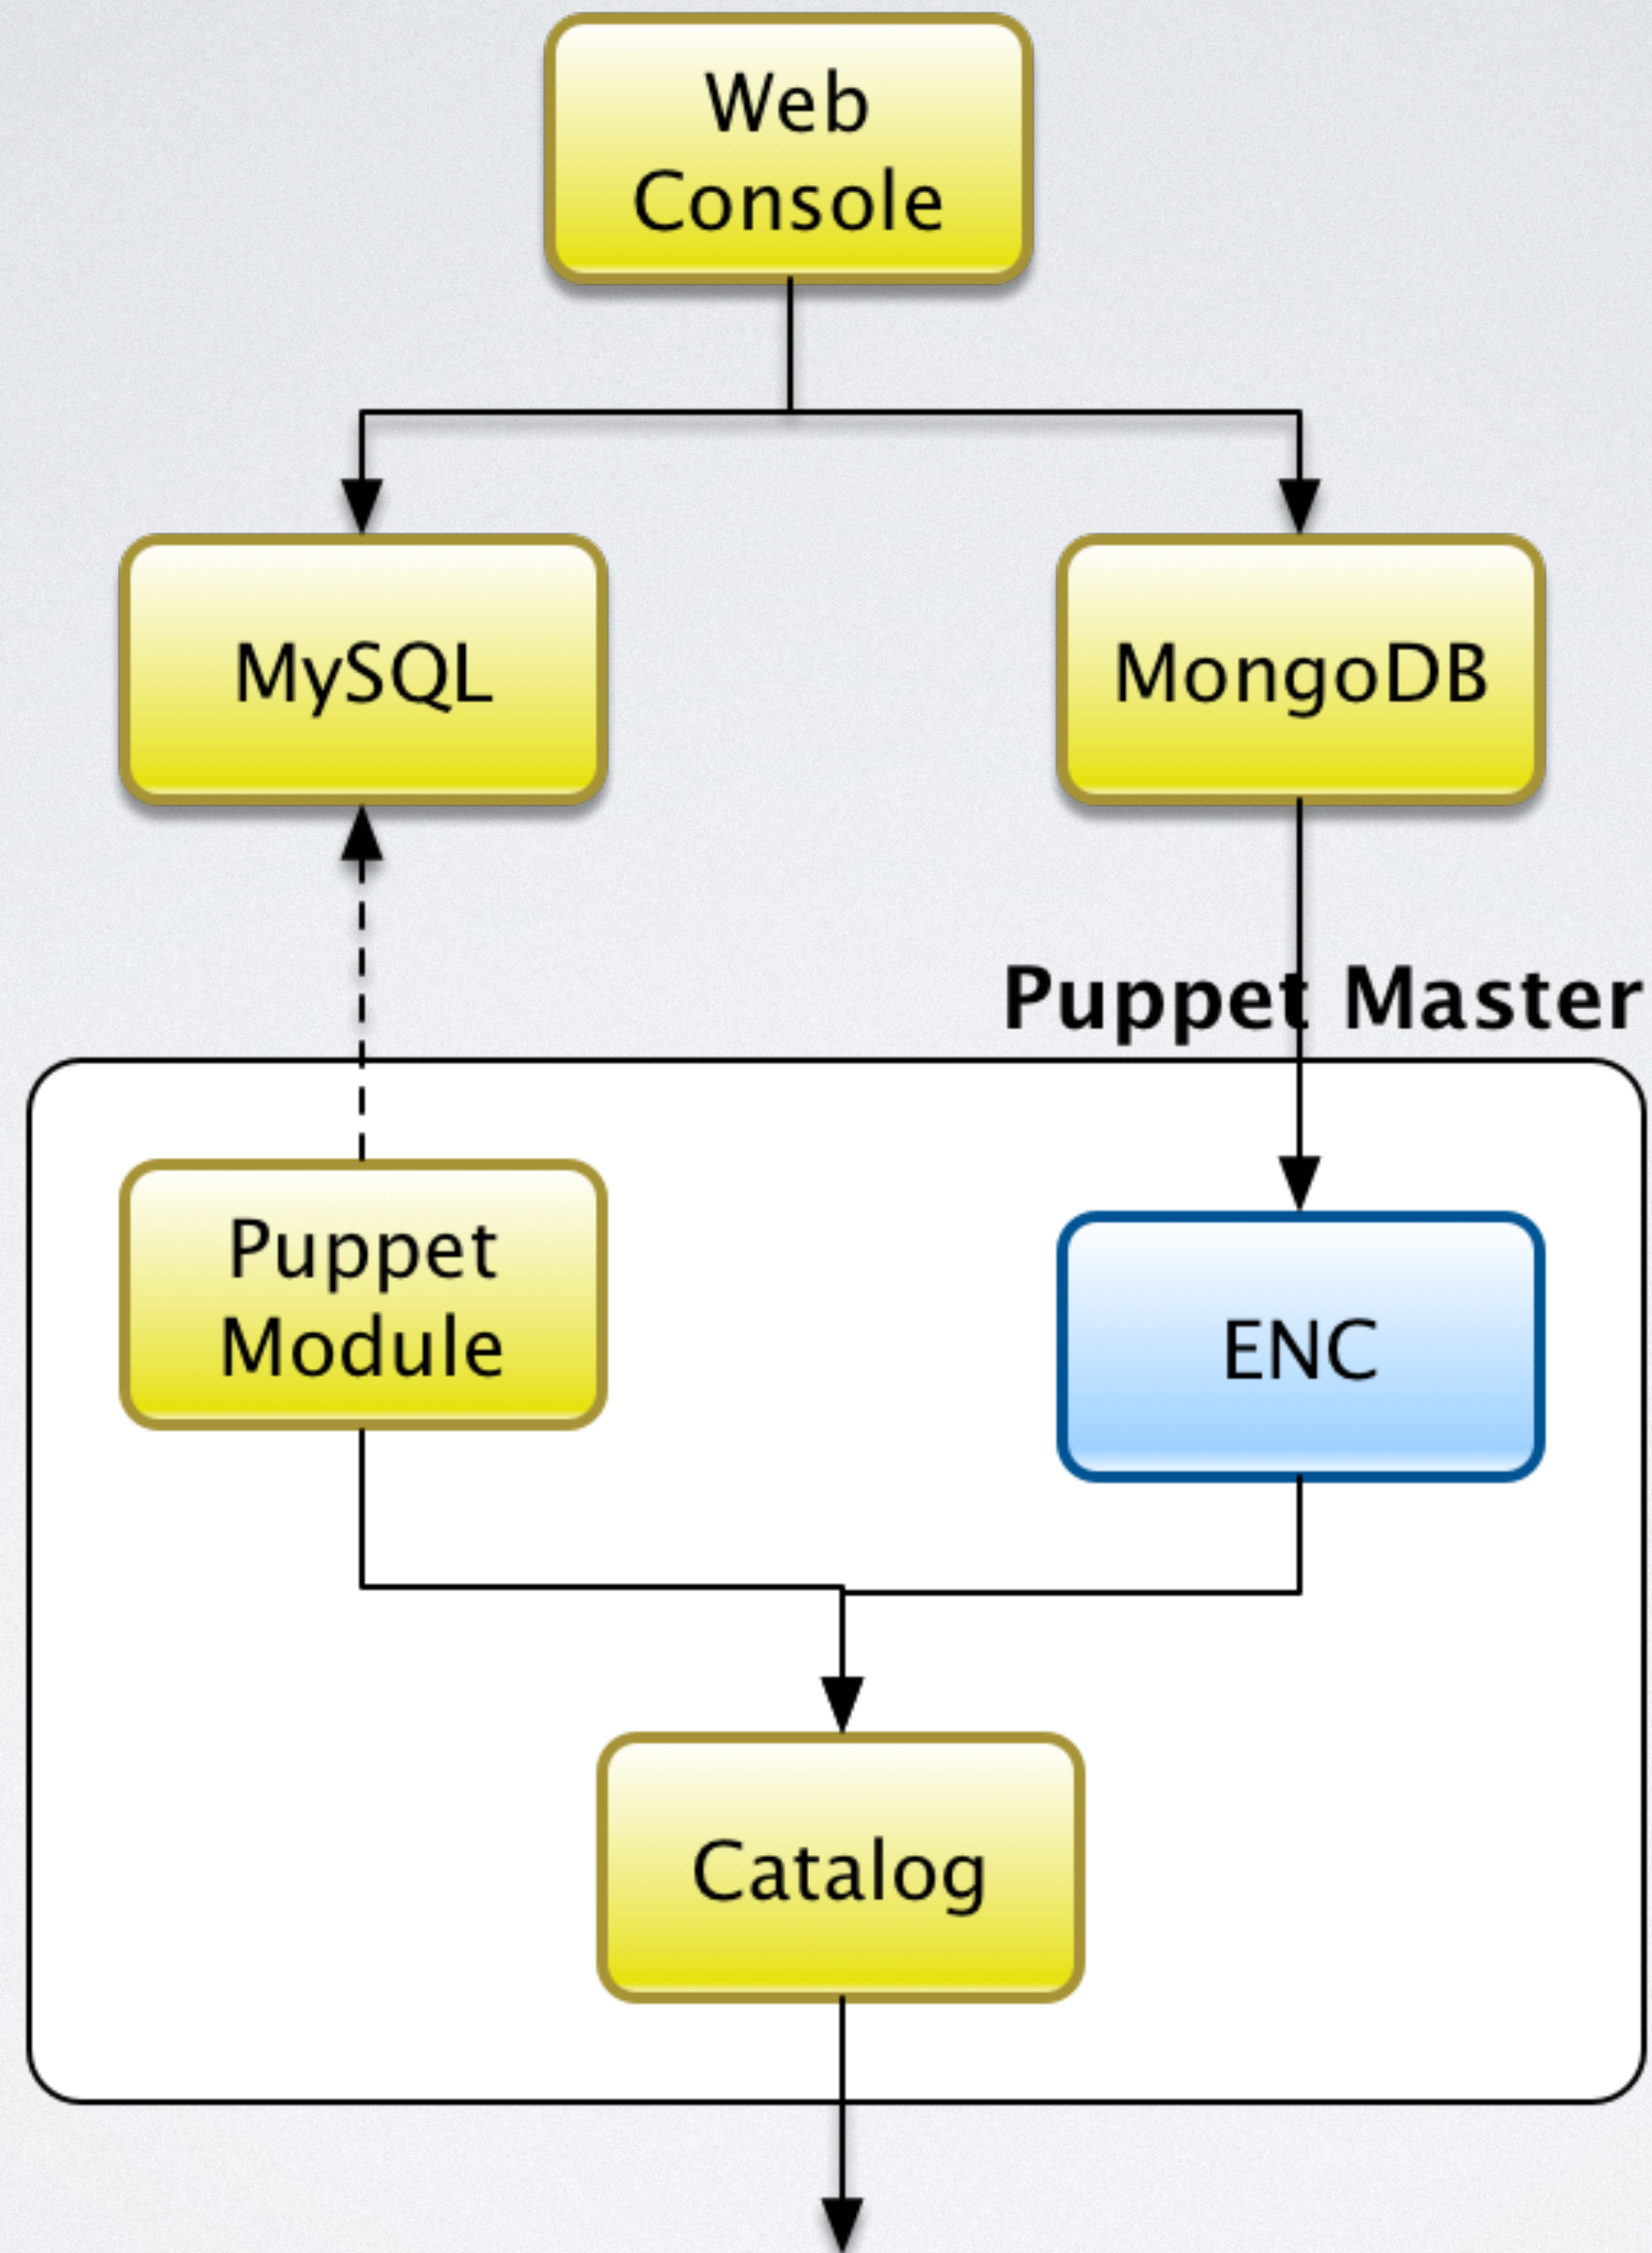 Web
Console
MySQL
MongoDB
Puppet Master
Puppet
Module
ENC
Catalog